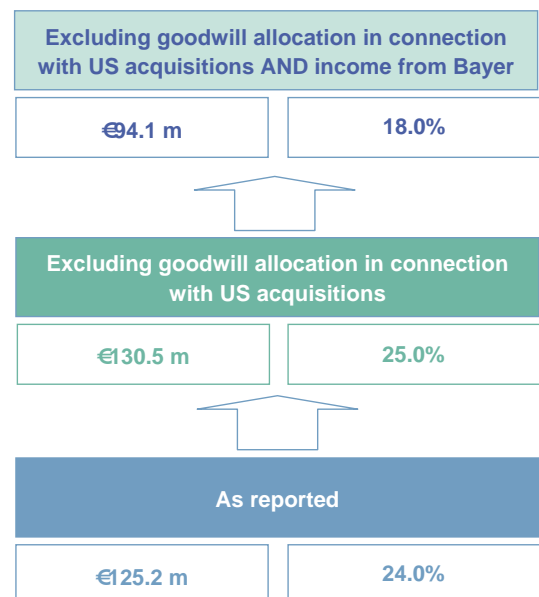 Excluding goodwill allocation in connection
with US acquisitions AND income from Bayer
€94.1 m 18.0%
Excluding goodwill allocation in connection
with US acquisitions
€130.5 m 25.0%
As reported
€125.2 m 24.0%